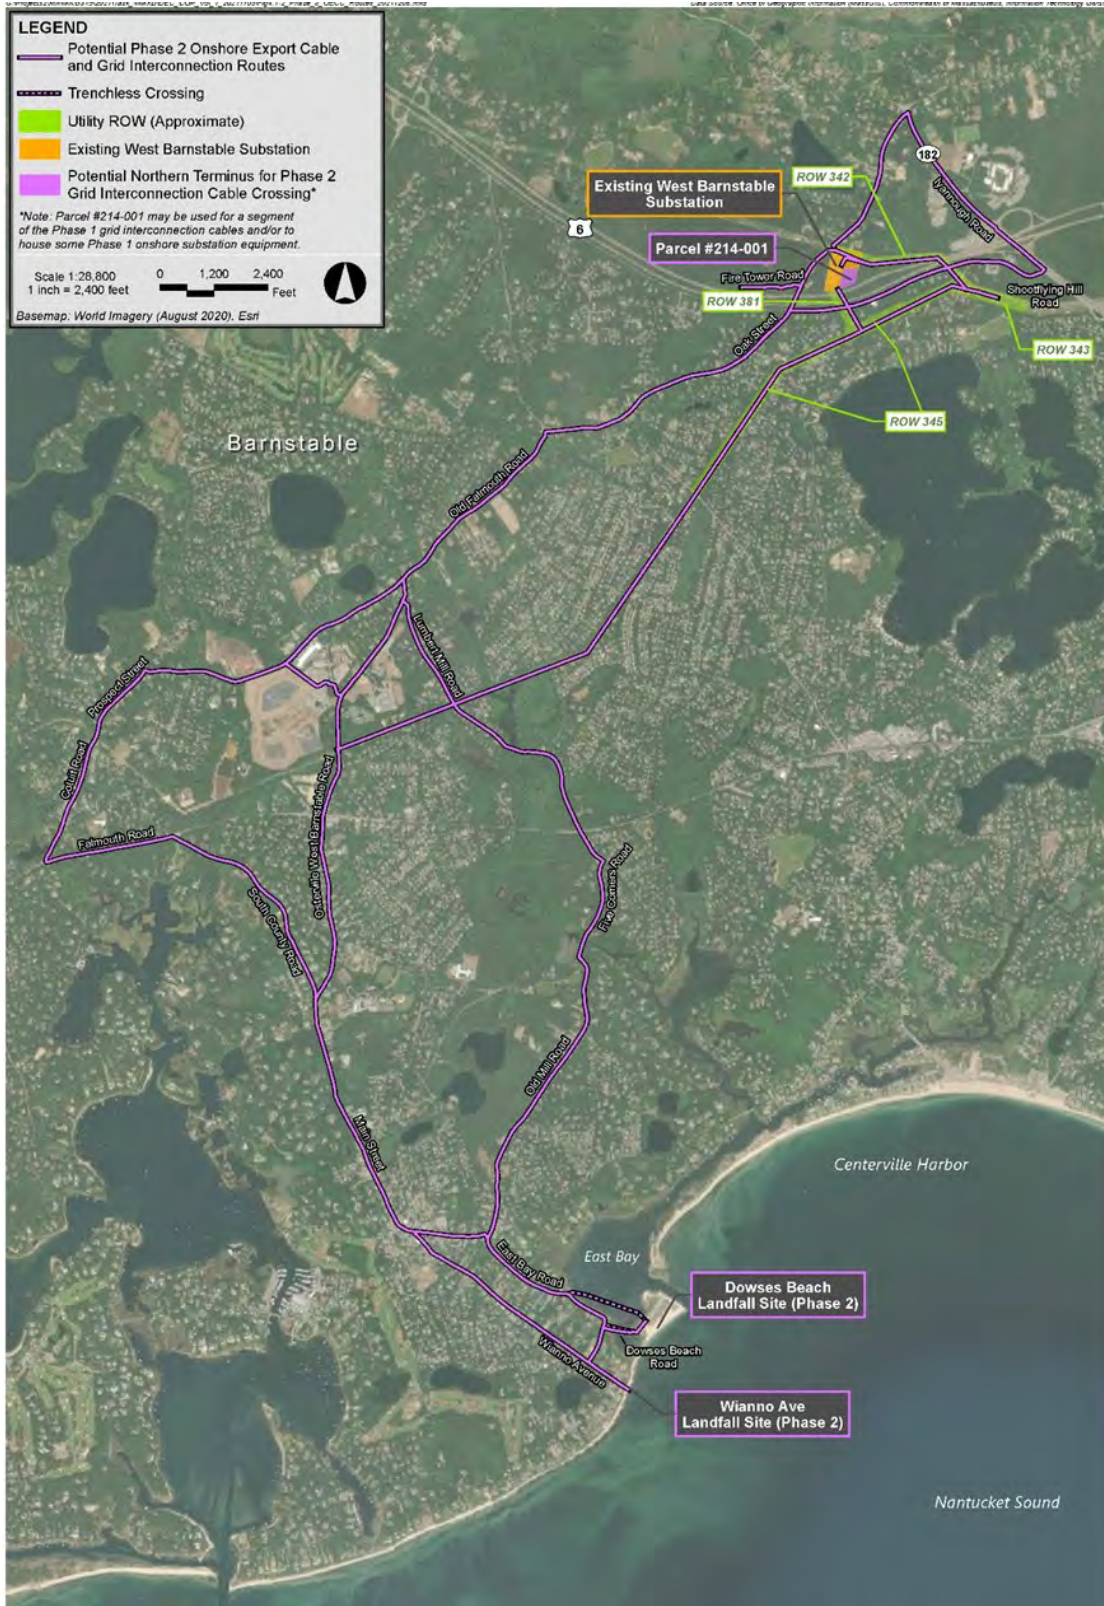 LEGEND
Potential Phase 2 Onshore Export Cable
and Grid Interconnection Routes
Trenchless Crossing
Utility ROW (Approximate)
Existing West Barnstable Substation
Potential Northern Terminus for Phase 2
Grid Interconnection Cable Crossing*
*Note: Parcel #214-001 may be used for a segment
of the Phase 1 grid interconnection cables and/or to
house some Phase 1 onshore substation equipment.
Scale 1:28,800
1 inch = 2,400 feet
0 1,200 2,400
Feet
Basemap: World Imagery (August 2020), Esri
182
Iyannough Road
ROW 342
Existing West Barnstable
Substation
6
Parcel #214-001
Fire Tower Road
ROW 381
Shootflying Hill
Road
Oak Street
ROW 343
ROW 345
Barnstable
Old Falmouth Road
Lumbert Mill Road
Prospect Street
Cotuit Road
Osterville West Barnstable Road
Falmouth Road
Five Corners Road
South County Road
Old Mill Road
Main Street
Centerville Harbor
East Bay
East Bay Road
Dowses Beach
Landfall Site (Phase 2)
Dowses Beach
Road
Wianno Avenue
Wianno Ave
Landfall Site (Phase 2)
Nantucket Sound